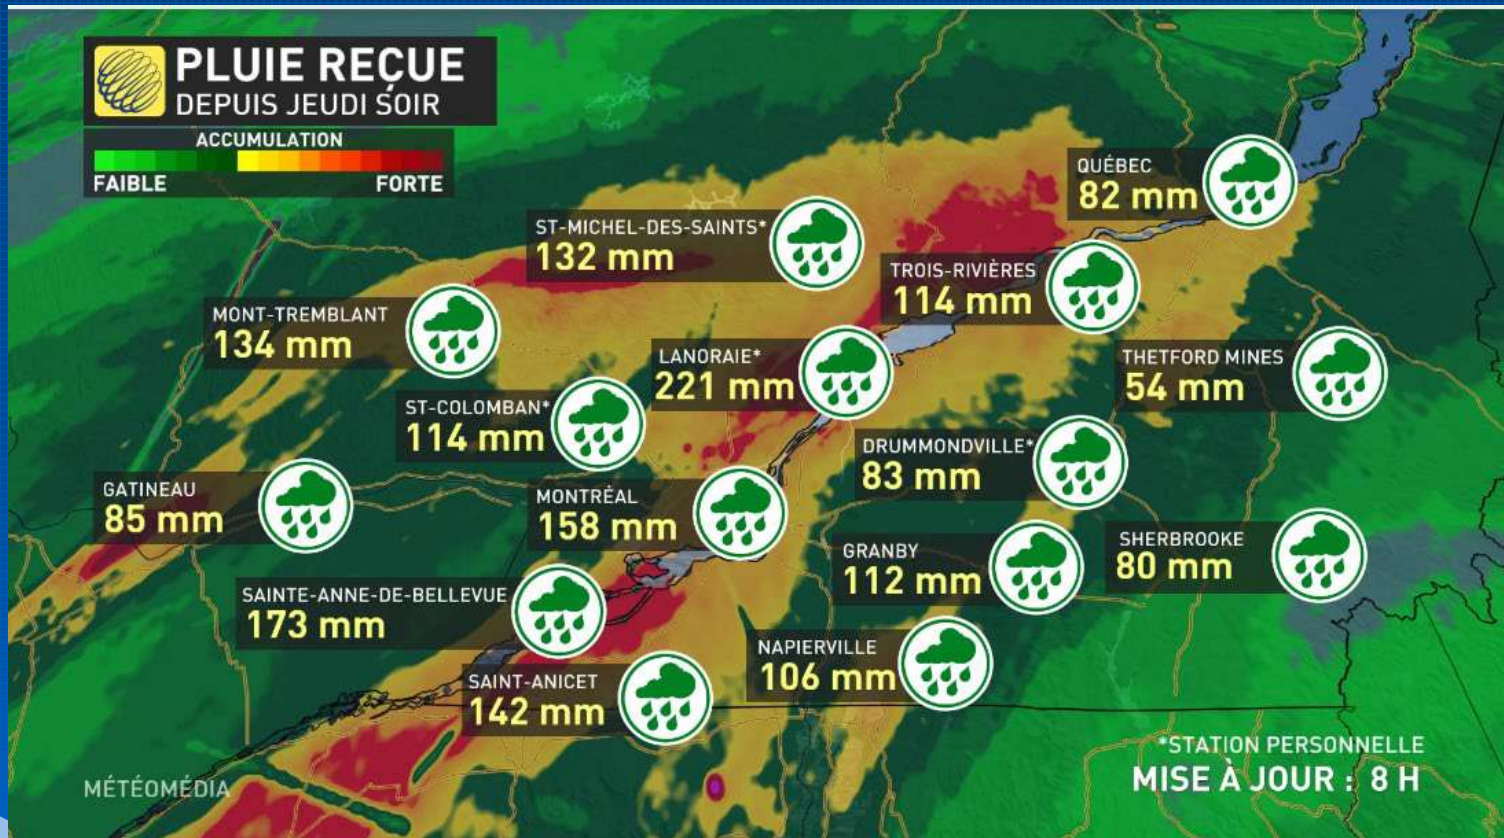 PLUIE REÇUE
DEPUIS JEUDI SOIR
ACCUMULATION
FAIBLE FORTE
QUÉBEC
82 mm
ST-MICHEL-DES-SAINTS*
132 mm
TROIS-RIVIÈRES
114 mm
MONT-TREMBLANT
134 mm
LANORAIE*
221 mm
THETFORD MINES
54 mm
ST-COLOMBAN*
114 mm
DRUMMONDVILLE*
83 mm
GATINEAU
85 mm
MONTRÉAL
158 mm
GRANBY
112 mm
SHERBROOKE
80 mm
SAINTE-ANNE-DE-BELLEVUE
173 mm
NAPIERVILLE
106 mm
SAINT-ANICET
142 mm
*STATION PERSONNELLE
MISE À JOUR : 8 H
MÉTÉOMÉDIA